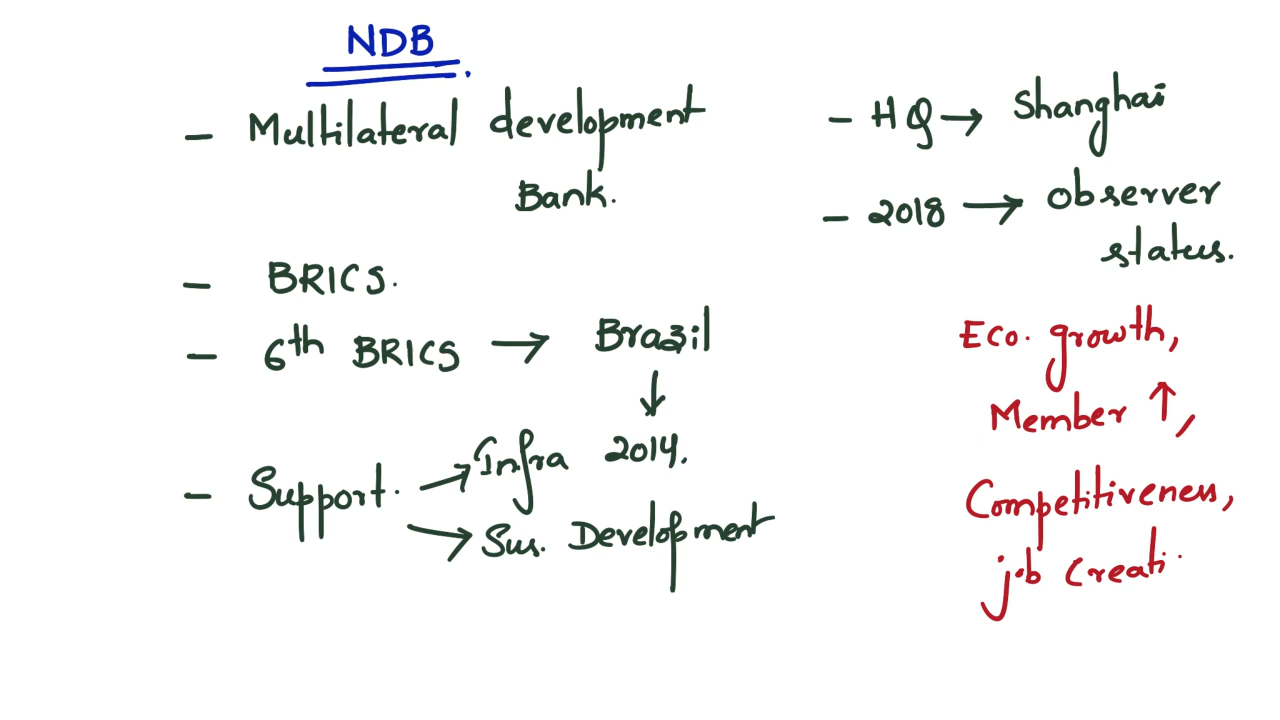 NDB.
- Multilateral development
Bank.
- BRICS.
- 6th BRICS → Brazil
↓
2014.
- Support. → Infra
→ Sus. Development
- HQ → Shanghai
- 2018 → observer
status.
Eco. growth,
Member ↑,
Competitiveness,
job creati